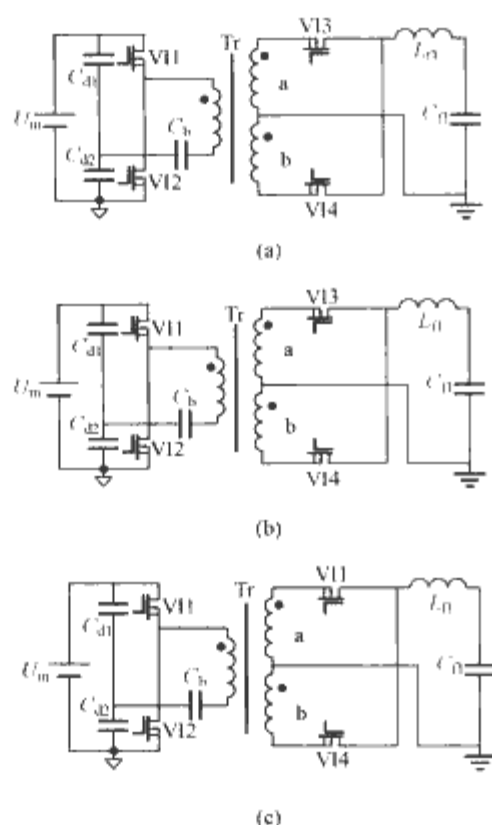 VI1 Tr VI3
C_d1 a L_f1
U_in C_b C_f1
C_d2 b
VI2 VI4
(a)
VI1 Tr VI3
C_d1 a L_f1
U_in C_b C_f1
C_d2 b
VI2 VI4
(b)
VI1 Tr VI1
C_d1 a L_f1
U_in C_b C_f1
C_d2 b
VI2 VI4
(c)